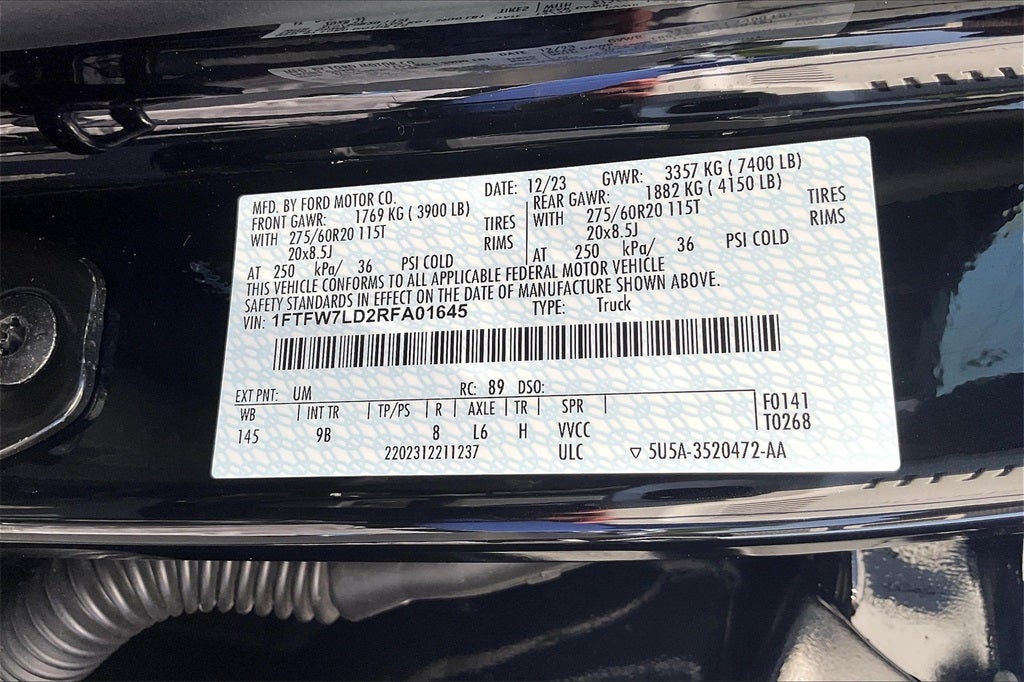 MFD. BY FORD MOTOR CO. DATE: 12/23 GVWR: 3357 KG ( 7400 LB)
FRONT GAWR: 1769 KG ( 3900 LB) REAR GAWR: 1882 KG ( 4150 LB)
WITH 275/60R20 115T TIRES WITH 275/60R20 115T TIRES
20x8.5J RIMS 20x8.5J RIMS
AT 250 kPa/ 36 PSI COLD AT 250 kPa/ 36 PSI COLD
THIS VEHICLE CONFORMS TO ALL APPLICABLE FEDERAL MOTOR VEHICLE
SAFETY STANDARDS IN EFFECT ON THE DATE OF MANUFACTURE SHOWN ABOVE.
VIN: 1FTFW7LD2RFA01645 TYPE: Truck
EXT PNT: UM RC: 89 DSO:
WB INT TR TP/PS R AXLE TR SPR F0141
145 9B 8 L6 H VVCC T0268
2202312211237 ULC ▽ 5U5A-3520472-AA